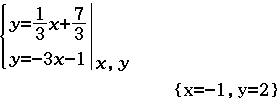 {y=1/3x+7/3
y=-3x-1|x, y
{x=-1, y=2}